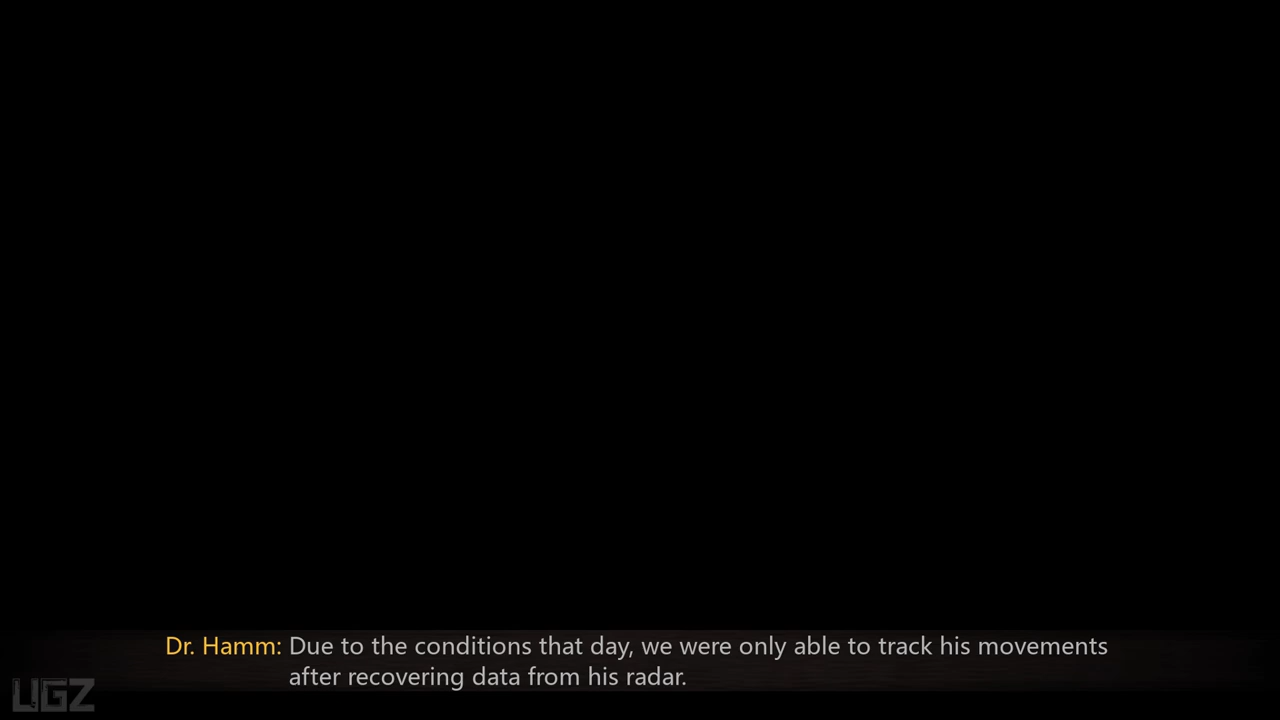 Dr. Hamm: Due to the conditions that day, we were only able to track his movements
after recovering data from his radar.
UGZ